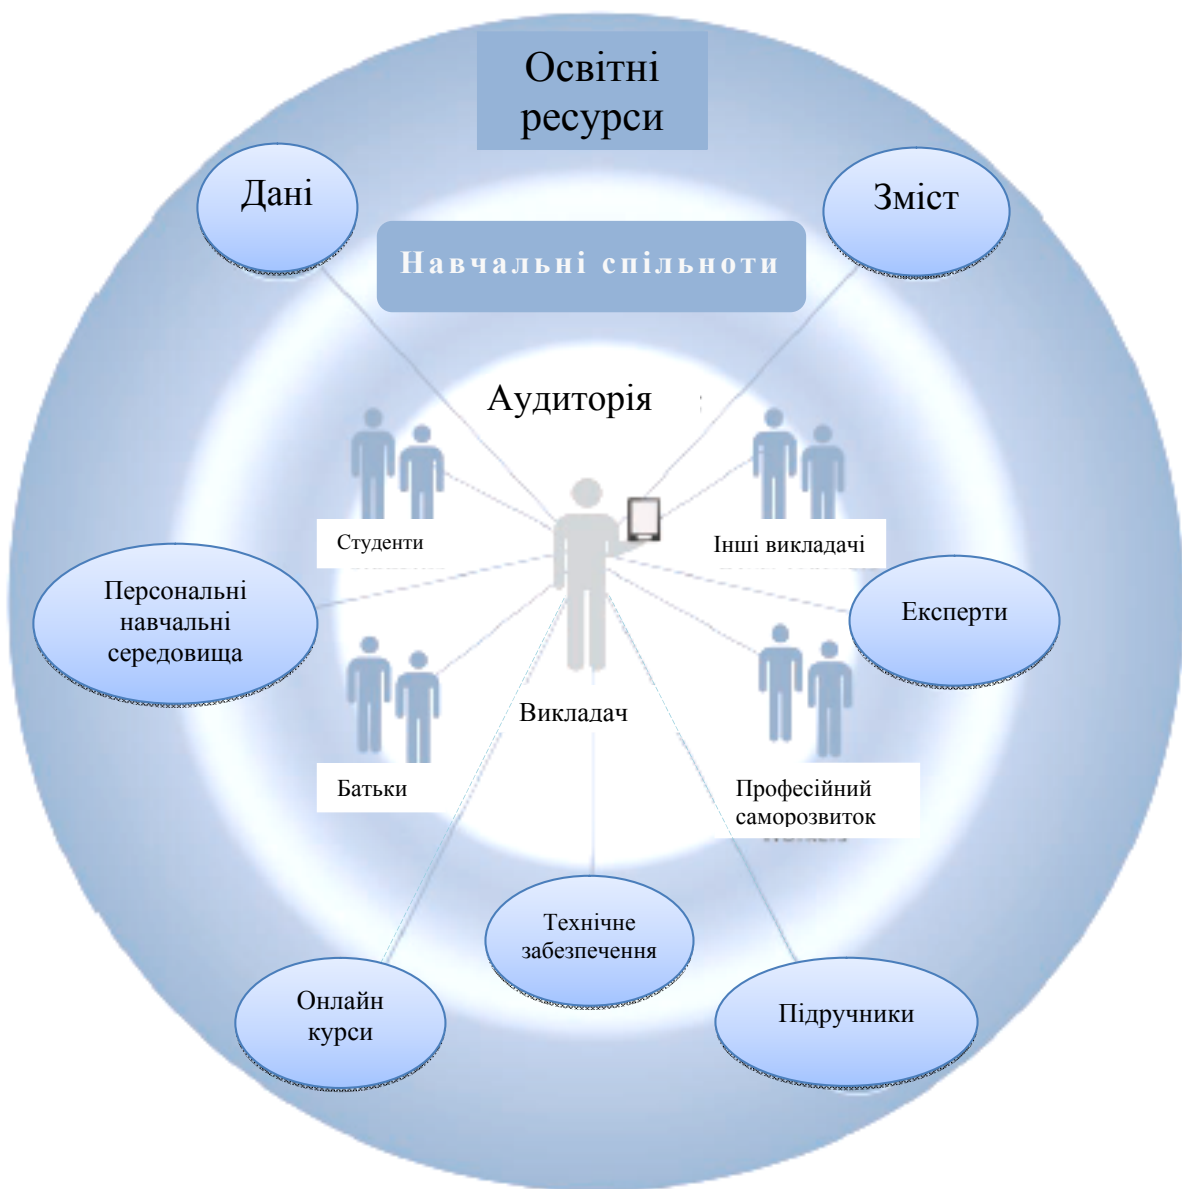 Освітні
ресурси
Дані
Зміст
Навчальні спільноти
Аудиторія
Студенти
Інші викладачі
Персональні
навчальні
середовища
Експерти
Викладач
Батьки
Професійний
саморозвиток
Технічне
забезпечення
Онлайн
курси
Підручники